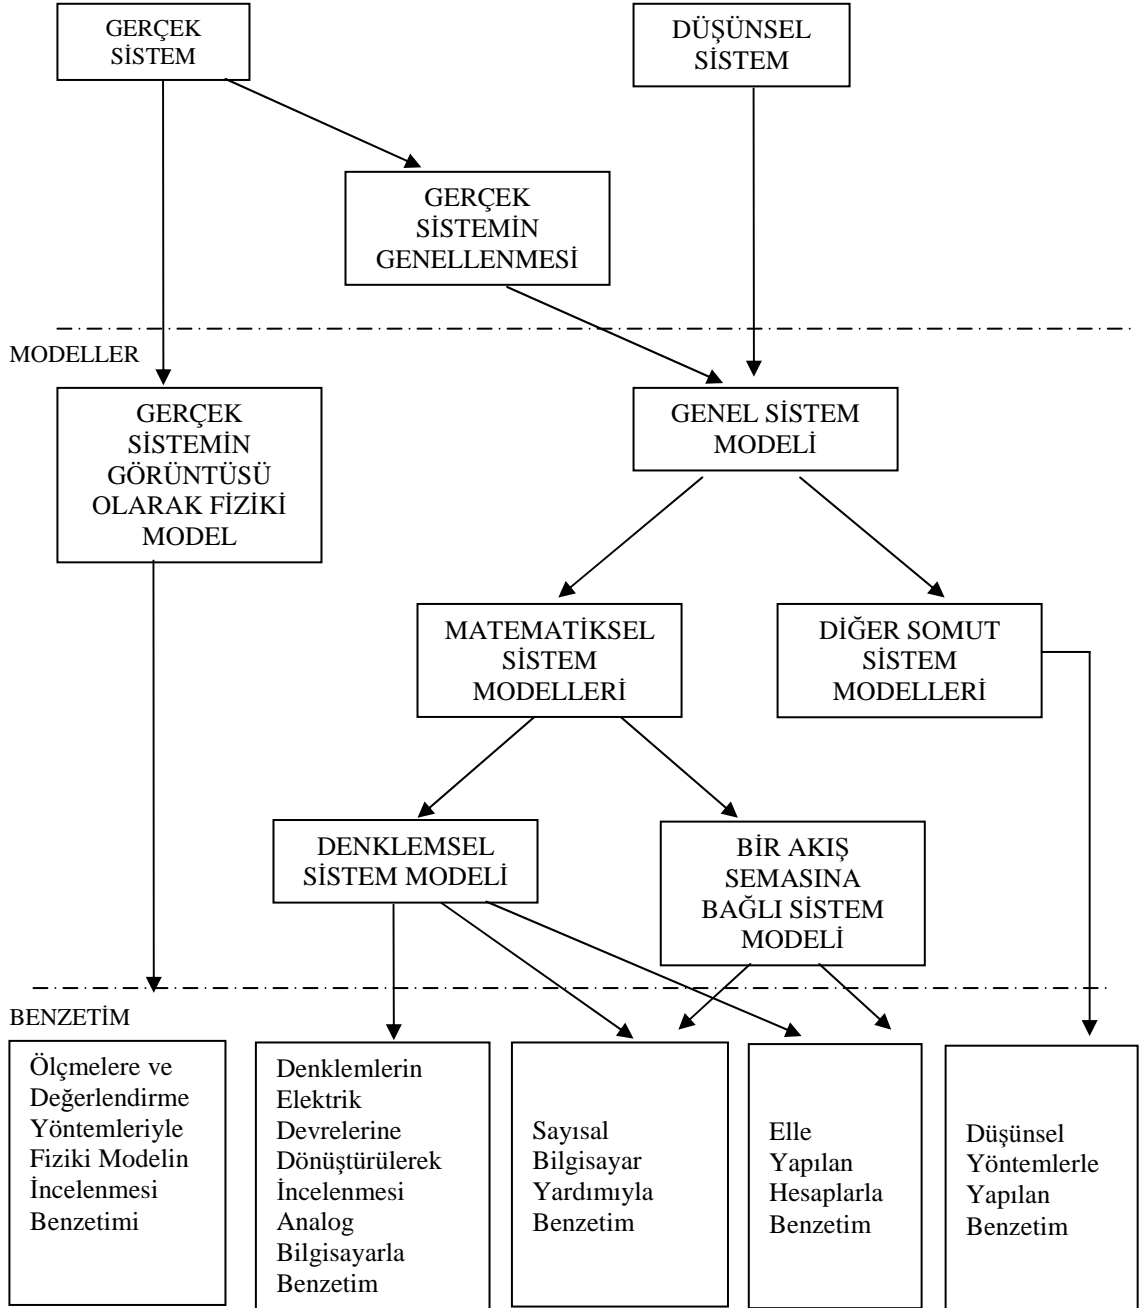 GERÇEK
SİSTEM
DÜŞÜNSEL
SİSTEM
GERÇEK
SİSTEMİN
GENELLENMESİ
MODELLER
GERÇEK
SİSTEMİN
GÖRÜNTÜSÜ
OLARAK FİZİKİ
MODEL
GENEL SİSTEM
MODELİ
MATEMATİKSEL
SİSTEM
MODELLERİ
DİĞER SOMUT
SİSTEM
MODELLERİ
DENKLEMSEL
SİSTEM MODELİ
BİR AKIŞ
SEMASINA
BAĞLI SİSTEM
MODELİ
BENZETİM
Ölçmelere ve
Değerlendirme
Yöntemleriyle
Fiziki Modelin
İncelenmesi
Benzetimi
Denklemlerin
Elektrik
Devrelerine
Dönüştürülerek
İncelenmesi
Analog
Bilgisayarla
Benzetim
Sayısal
Bilgisayar
Yardımıyla
Benzetim
Elle
Yapılan
Hesaplarla
Benzetim
Düşünsel
Yöntemlerle
Yapılan
Benzetim